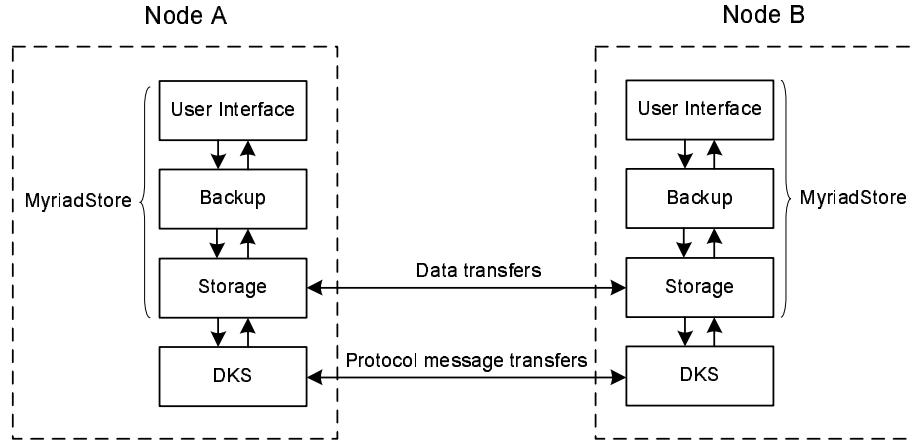 Node A
Node B
User Interface
User Interface
MyriadStore
Backup
Backup
MyriadStore
Data transfers
Storage
Storage
Protocol message transfers
DKS
DKS